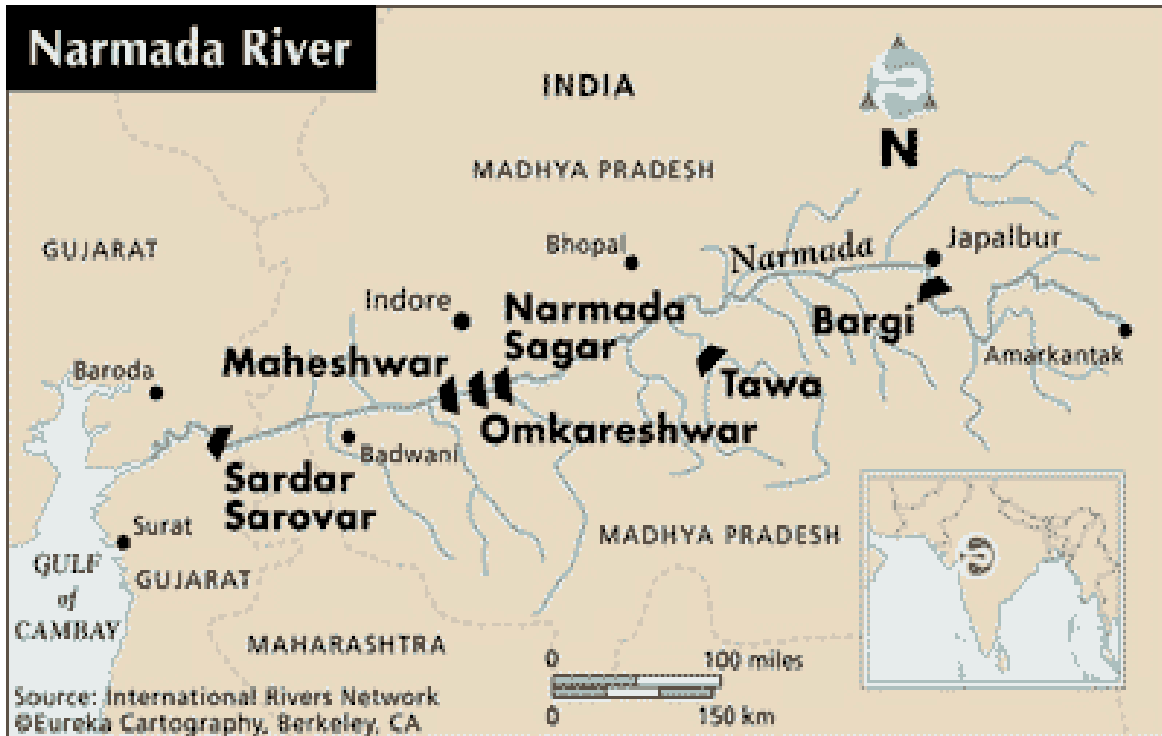 Narmada River
INDIA
N
MADHYA PRADESH
GUJARAT
Bhopal
Narmada
Japalbur
Indore
Narmada
Sagar
Bargi
Maheshwar
Amarkantak
Baroda
Tawa
Omkareshwar
Badwani
Sardar
Sarovar
Surat
MADHYA PRADESH
GULF
of
CAMBAY
GUJARAT
MAHARASHTRA
0 100 miles
0 150 km
Source: International Rivers Network
©Eureka Cartography, Berkeley, CA